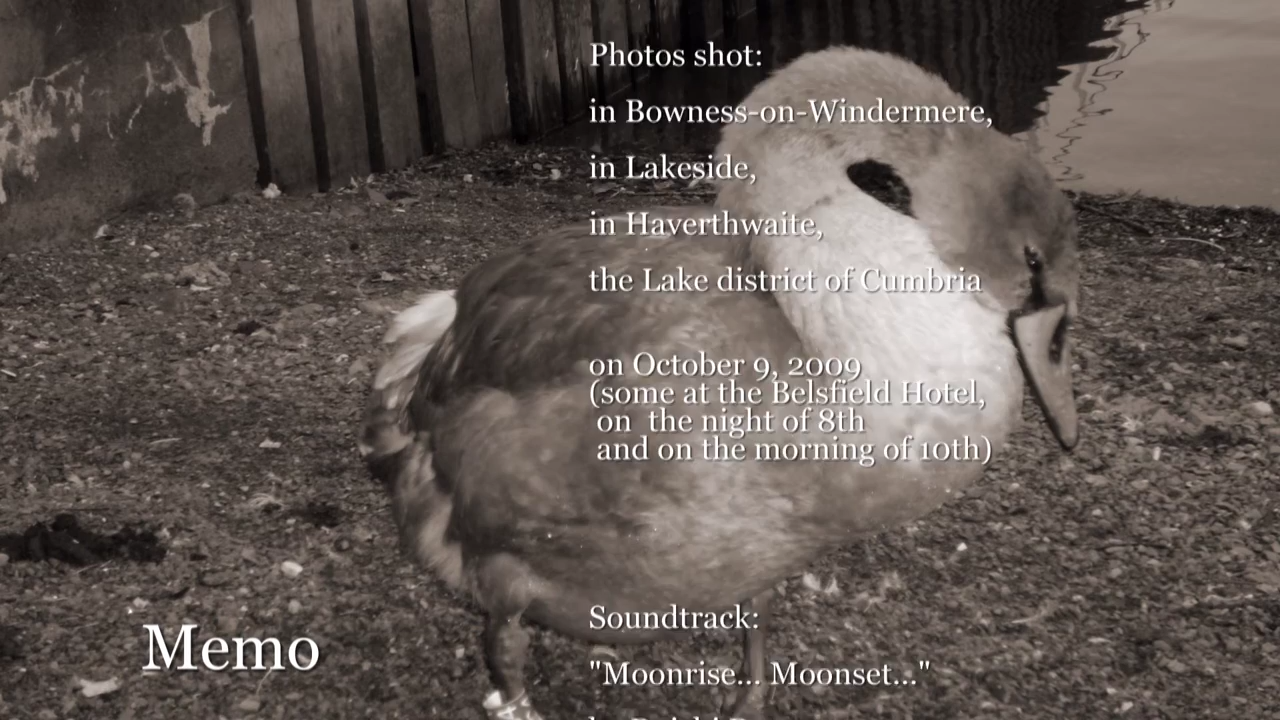 Photos shot:
in Bowness-on-Windermere,
in Lakeside,
in Haverthwaite,
the Lake district of Cumbria
on October 9, 2009
(some at the Belsfield Hotel,
on the night of 8th
and on the morning of 10th)
Soundtrack:
Memo
"Moonrise... Moonset..."